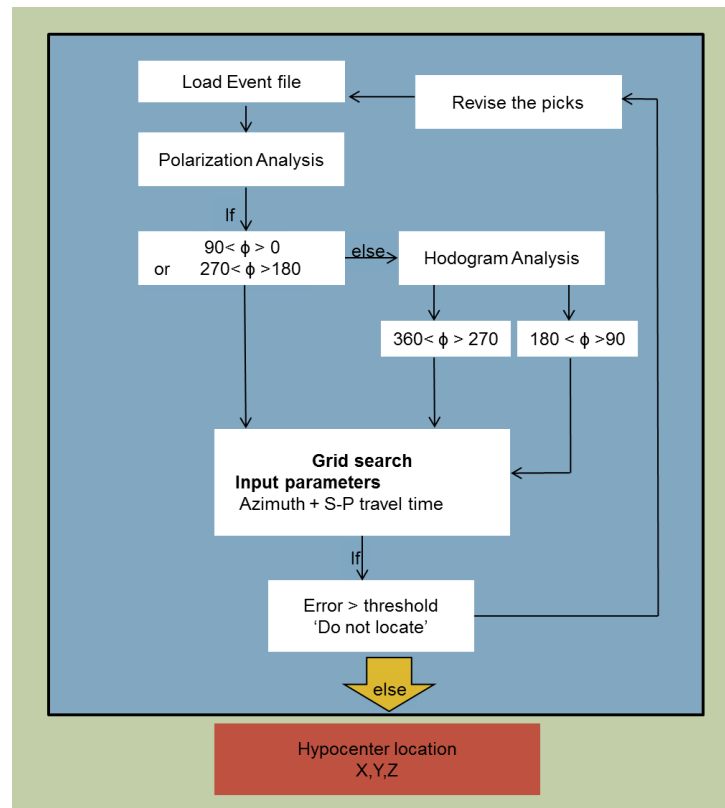 Load Event file
Revise the picks
Polarization Analysis
If
90< ϕ > 0
or 270< ϕ >180
else
Hodogram Analysis
360< ϕ > 270
180 < ϕ >90
Grid search
Input parameters
Azimuth + S-P travel time
If
Error > threshold
‘Do not locate’
else
Hypocenter location
X,Y,Z